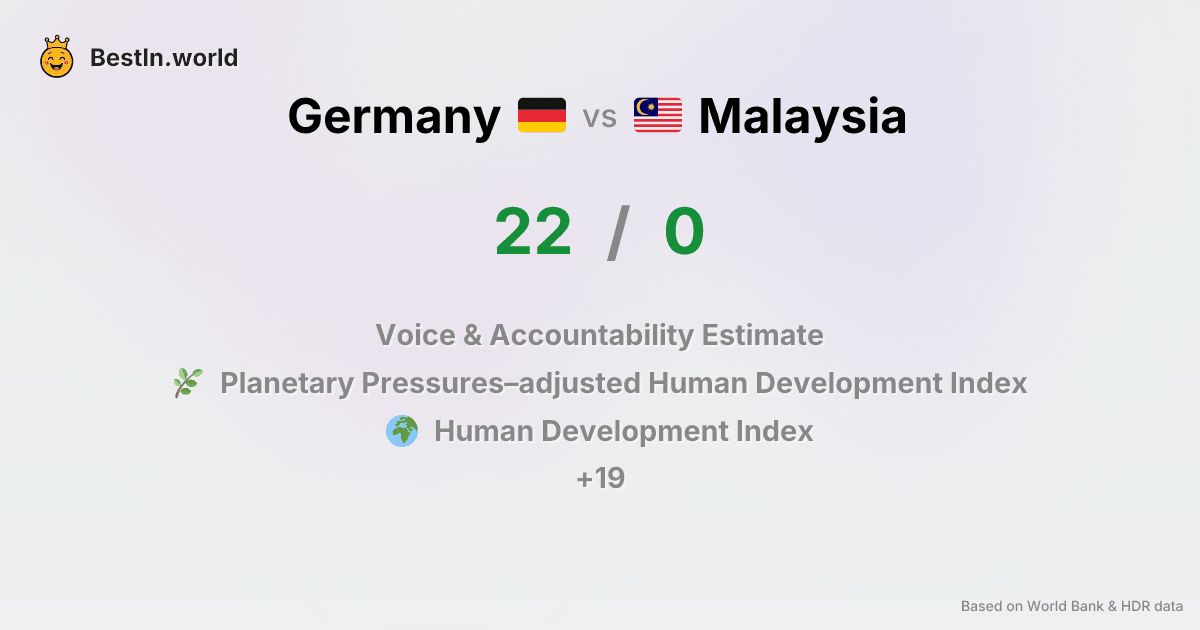 BestIn.world
Germany vs Malaysia
22 / 0
Voice & Accountability Estimate
Planetary Pressures–adjusted Human Development Index
Human Development Index
+19
Based on World Bank & HDR data